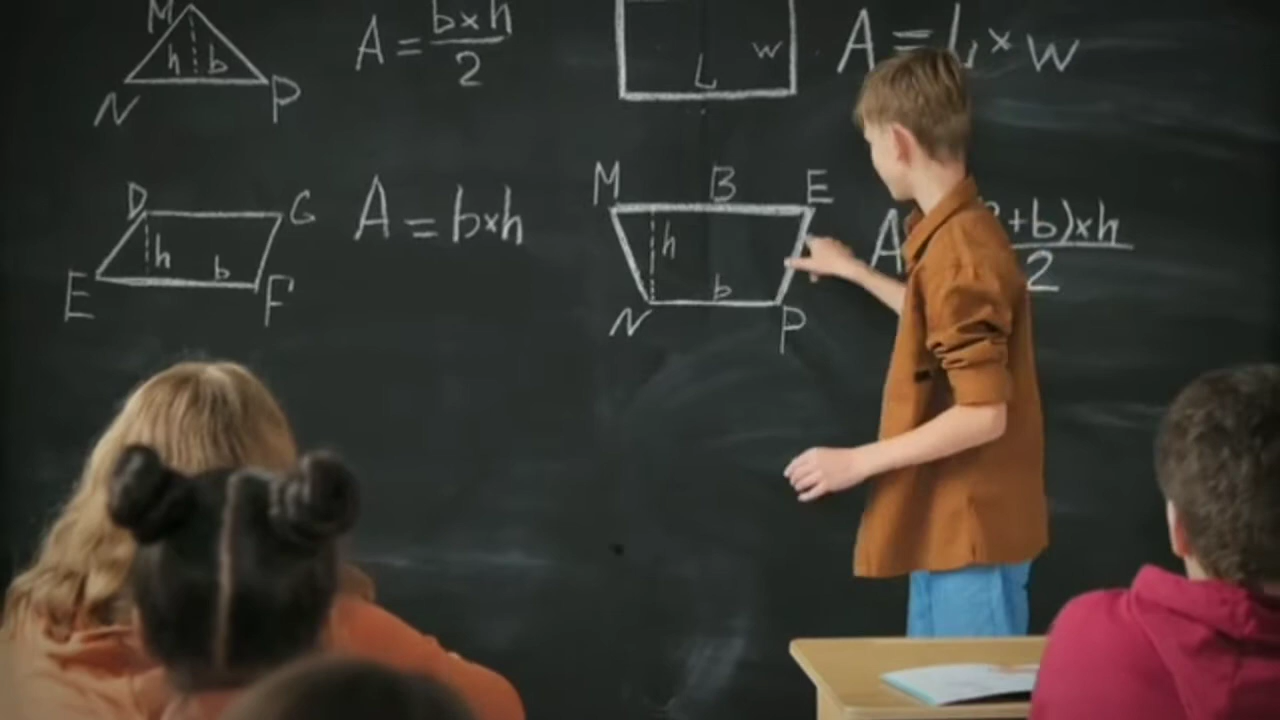 M
h b
N P
A = b×h
2
W
L
A = L × W
D G
h b
E F
A = b×h
M B E
h
b
N P
A +b)×h
2